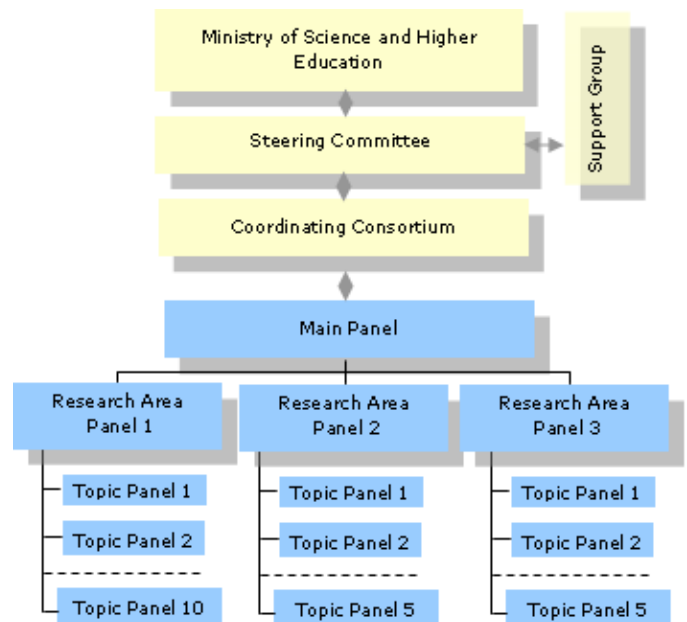 Ministry of Science and Higher
Education
Support Group
Steering Committee
Coordinating Consortium
Main Panel
Research Area
Panel 1
Research Area
Panel 2
Research Area
Panel 3
Topic Panel 1
Topic Panel 1
Topic Panel 1
Topic Panel 2
Topic Panel 2
Topic Panel 2
Topic Panel 10
Topic Panel 5
Topic Panel 5